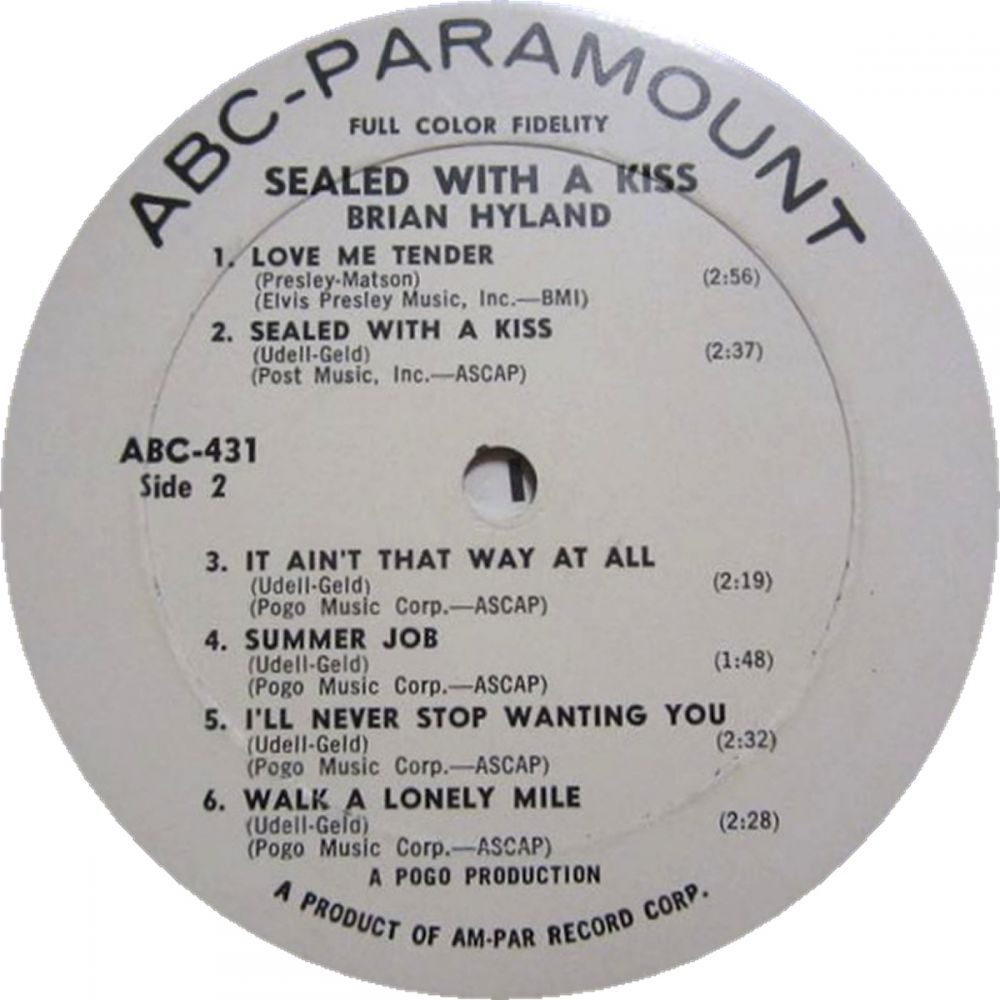 ABC-PARAMOUNT
FULL COLOR FIDELITY
SEALED WITH A KISS
BRIAN HYLAND
1. LOVE ME TENDER
(Presley-Matson) (2:56)
(Elvis Presley Music, Inc.—BMI)
2. SEALED WITH A KISS
(Udell-Geld) (2:37)
(Post Music, Inc.—ASCAP)
ABC-431
Side 2
3. IT AIN'T THAT WAY AT ALL
(Udell-Geld) (2:19)
(Pogo Music Corp.—ASCAP)
4. SUMMER JOB
(Udell-Geld) (1:48)
(Pogo Music Corp.—ASCAP)
5. I'LL NEVER STOP WANTING YOU
(Udell-Geld) (2:32)
(Pogo Music Corp.—ASCAP)
6. WALK A LONELY MILE
(Udell-Geld) (2:28)
(Pogo Music Corp.—ASCAP)
A POGO PRODUCTION
A PRODUCT OF AM-PAR RECORD CORP.